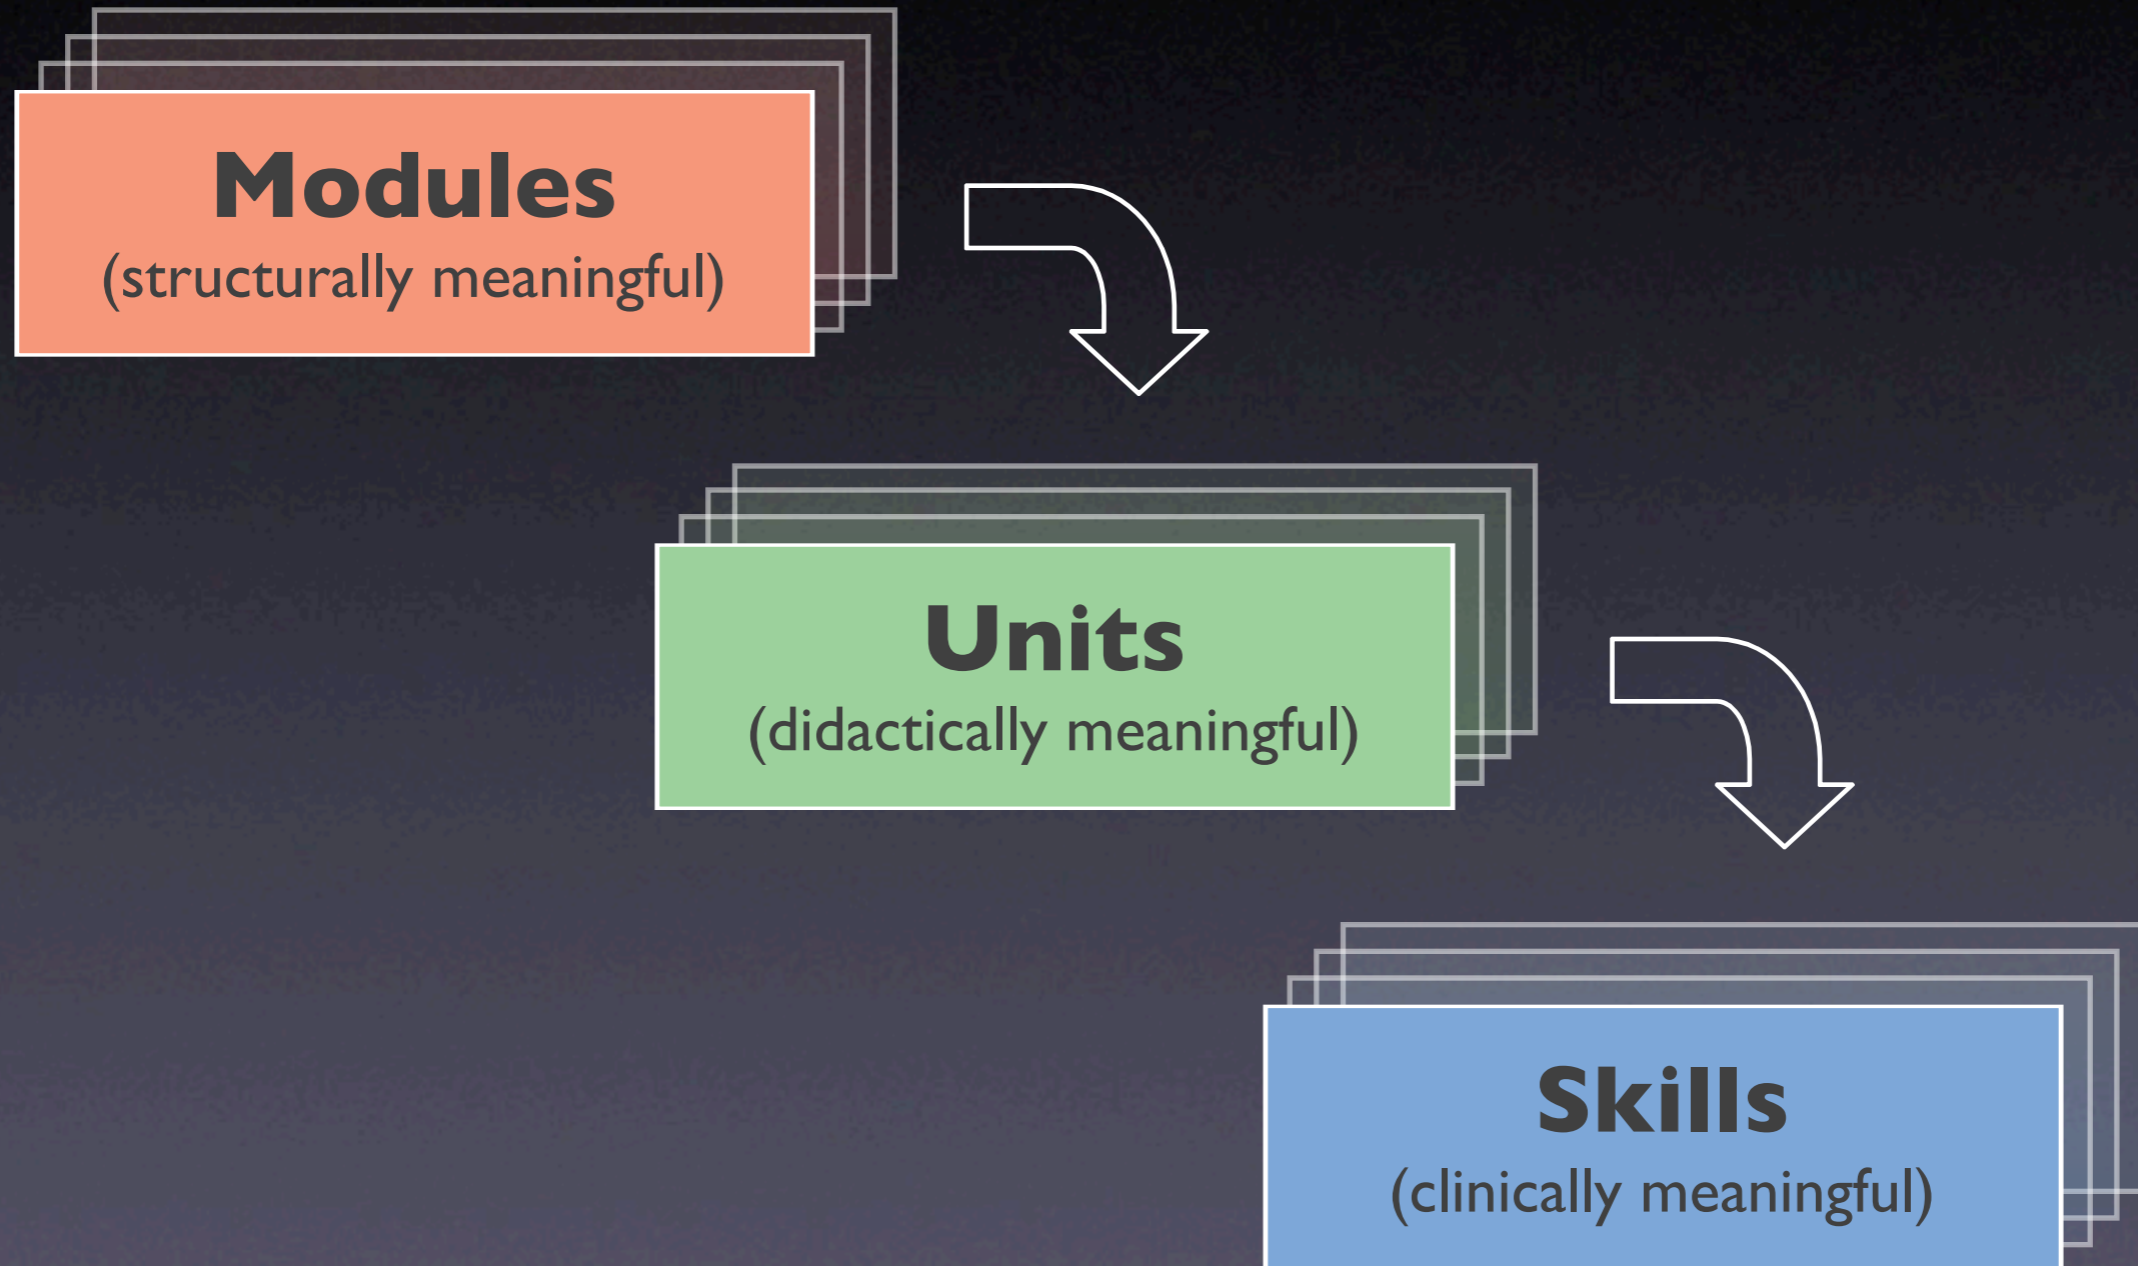 Modules
(structurally meaningful)
Units
(didactically meaningful)
Skills
(clinically meaningful)